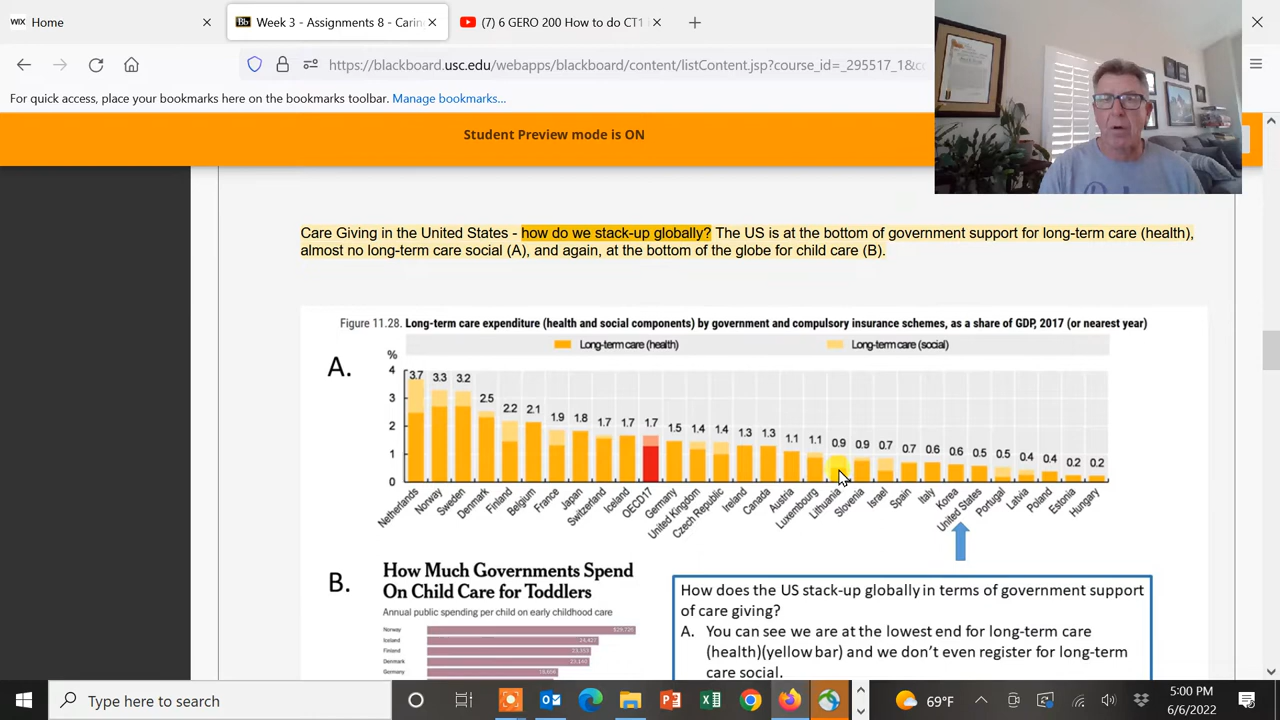 WIX Home
Bb Week 3 - Assignments 8 - Carin
(7) 6 GERO 200 How to do CT1
https://blackboard.usc.edu/webapps/blackboard/content/listContent.jsp?course_id=_295517_1&c
For quick access, place your bookmarks here on the bookmarks toolbar. Manage bookmarks...
Student Preview mode is ON
Care Giving in the United States - how do we stack-up globally? The US is at the bottom of government support for long-term care (health),
almost no long-term care social (A), and again, at the bottom of the globe for child care (B).
Figure 11.28. Long-term care expenditure (health and social components) by government and compulsory insurance schemes, as a share of GDP, 2017 (or nearest year)
Long-term care (health) Long-term care (social)
A.
%
4
3
2
1
0
3.7 3.3 3.2 2.5 2.2 2.1 1.9 1.8 1.7 1.7 1.7 1.5 1.4 1.4 1.3 1.3 1.1 1.1 0.9 0.9 0.7 0.7 0.6 0.6 0.5 0.5 0.4 0.4 0.2 0.2
Netherlands Norway Sweden Denmark Finland Belgium France Japan Switzerland Iceland OECD17 Germany United Kingdom Czech Republic Ireland Canada Austria Luxembourg Lithuania Slovenia Israel Spain Italy Korea United States Portugal Latvia Poland Estonia Hungary
B.
How Much Governments Spend
On Child Care for Toddlers
Annual public spending per child on early childhood care
Norway
Iceland
Finland
Denmark
Germany
How does the US stack-up globally in terms of government support
of care giving?
A. You can see we are at the lowest end for long-term care
(health)(yellow bar) and we don't even register for long-term
care social.
Type here to search
69°F
5:00 PM
6/6/2022